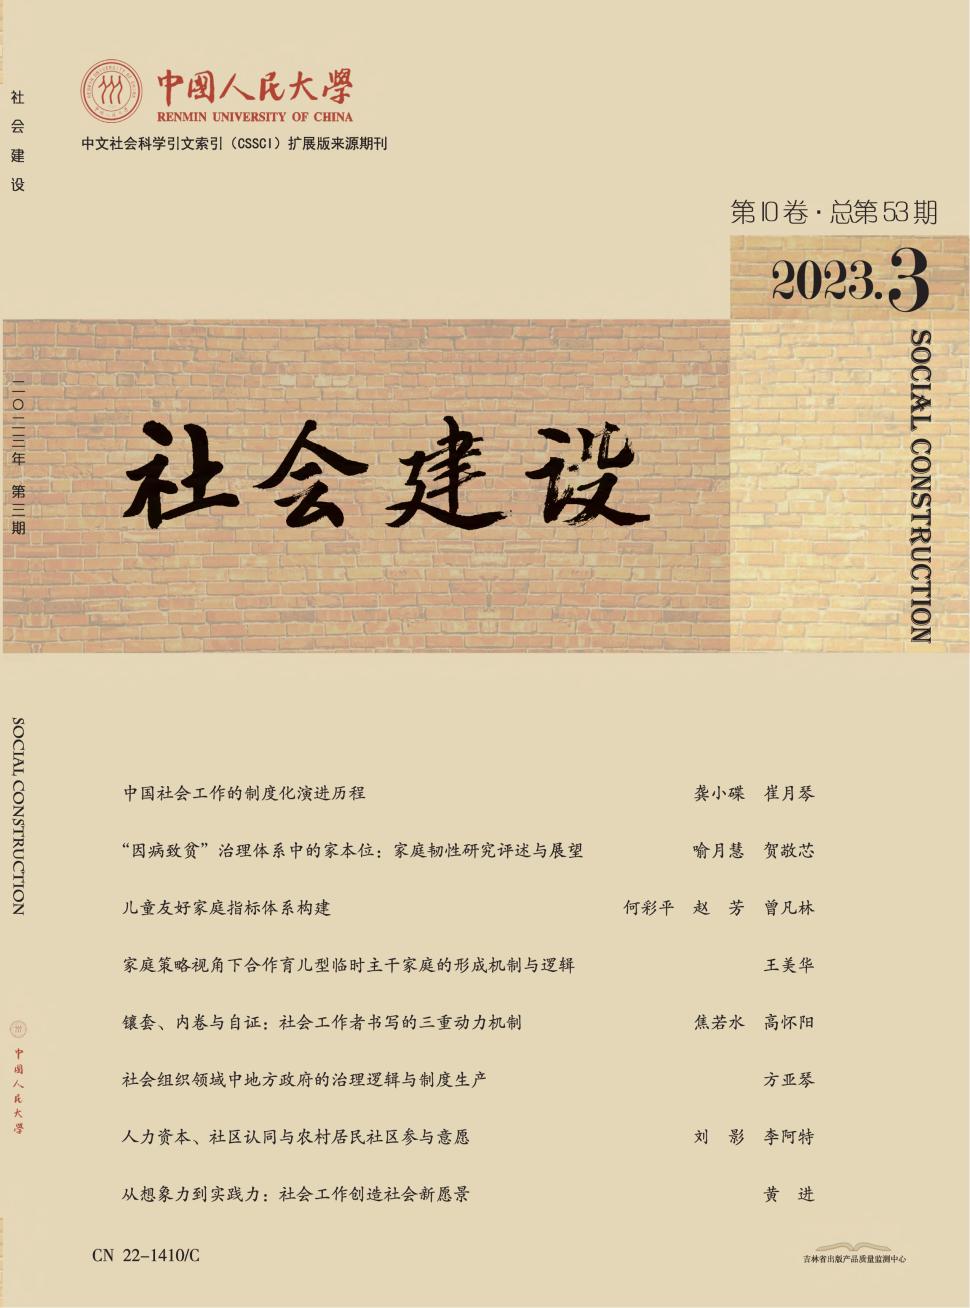 社会建设
中国人民大学
RENMIN UNIVERSITY OF CHINA
中文社会科学引文索引（CSSCI）扩展版来源期刊
第10卷·总第53期
2023.3
SOCIAL CONSTRUCTION
社会建设
二〇二三年 第三期
SOCIAL CONSTRUCTION
中国人民大学
中国社会工作的制度化演进历程 龚小碟 崔月琴
“因病致贫”治理体系中的家本位：家庭韧性研究评述与展望 喻月慧 贺敬芯
儿童友好家庭指标体系构建 何彩平 赵 芳 曾凡林
家庭策略视角下合作育儿型临时主干家庭的形成机制与逻辑 王美华
镶套、内卷与自证：社会工作者书写的三重动力机制 焦若水 高怀阳
社会组织领域中地方政府的治理逻辑与制度生产 方亚琴
人力资本、社区认同与农村居民社区参与意愿 刘 影 李阿特
从想象力到实践力：社会工作创造社会新愿景 黄 进
CN 22-1410/C
吉林省出版产品质量监测中心